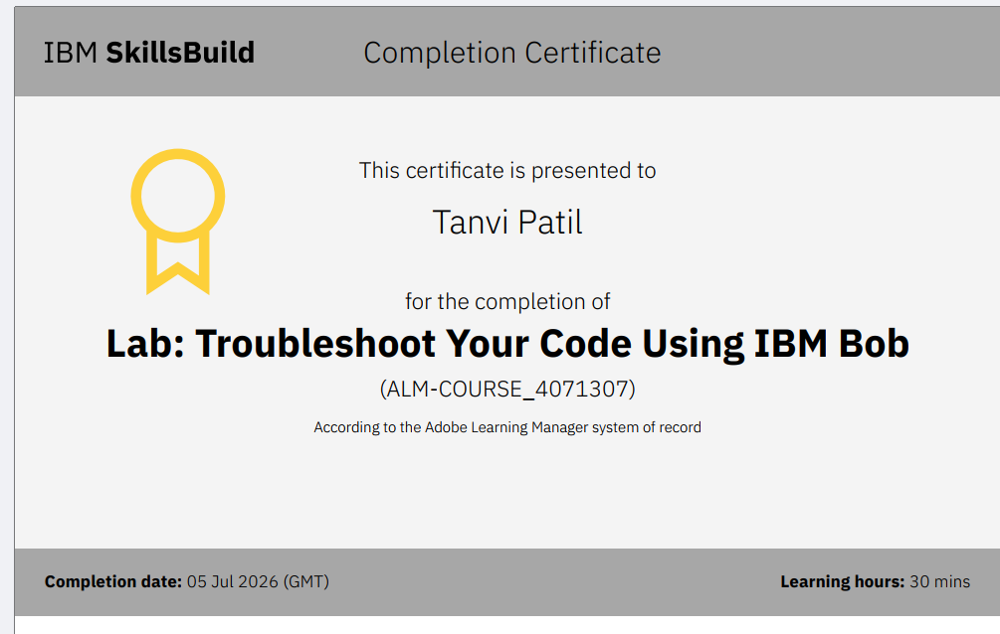 IBM SkillsBuild
Completion Certificate
This certificate is presented to
Tanvi Patil
for the completion of
Lab: Troubleshoot Your Code Using IBM Bob
(ALM-COURSE_4071307)
According to the Adobe Learning Manager system of record
Completion date: 05 Jul 2026 (GMT)
Learning hours: 30 mins